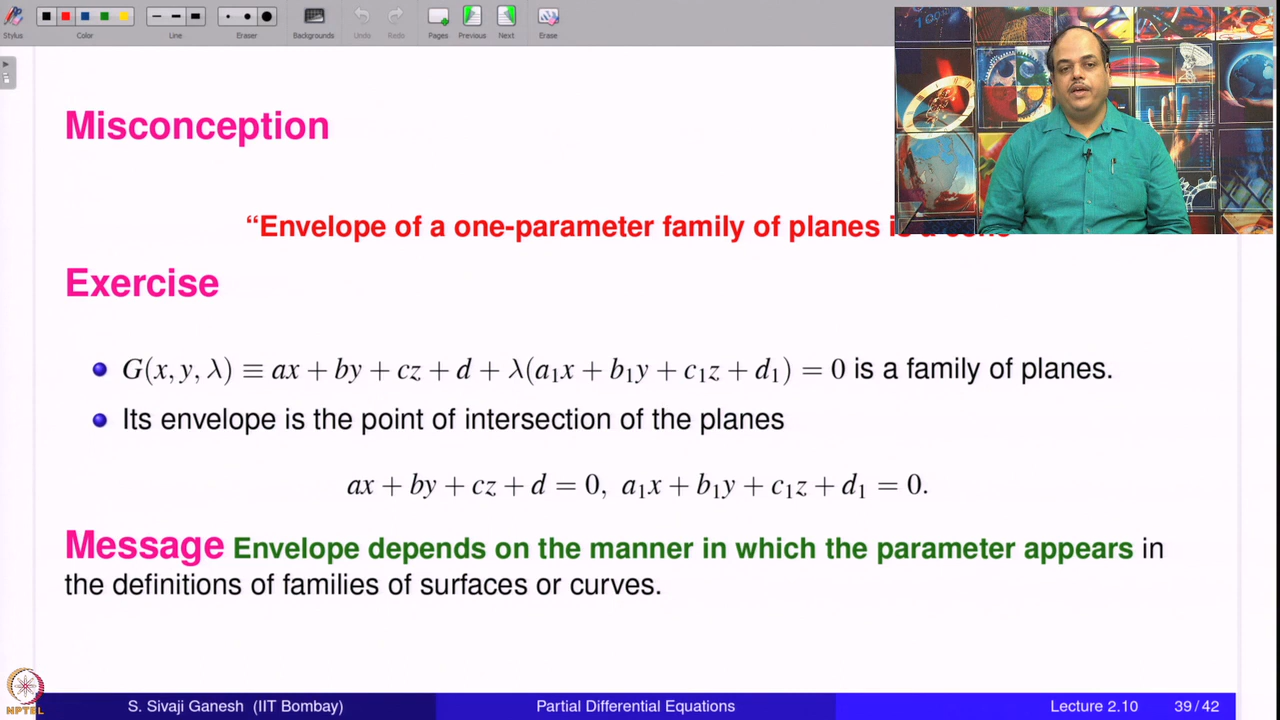 Stylus
Color
Line
Eraser
Backgrounds
Undo
Redo
Pages
Previous
Next
Erase
Misconception
“Envelope of a one-parameter family of planes is a
Exercise
G(x, y, λ) ≡ ax + by + cz + d + λ(a₁x + b₁y + c₁z + d₁) = 0 is a family of planes.
Its envelope is the point of intersection of the planes
ax + by + cz + d = 0, a₁x + b₁y + c₁z + d₁ = 0.
Message Envelope depends on the manner in which the parameter appears in
the definitions of families of surfaces or curves.
NPTEL
S. Sivaji Ganesh (IIT Bombay)
Partial Differential Equations
Lecture 2.10
39 / 42